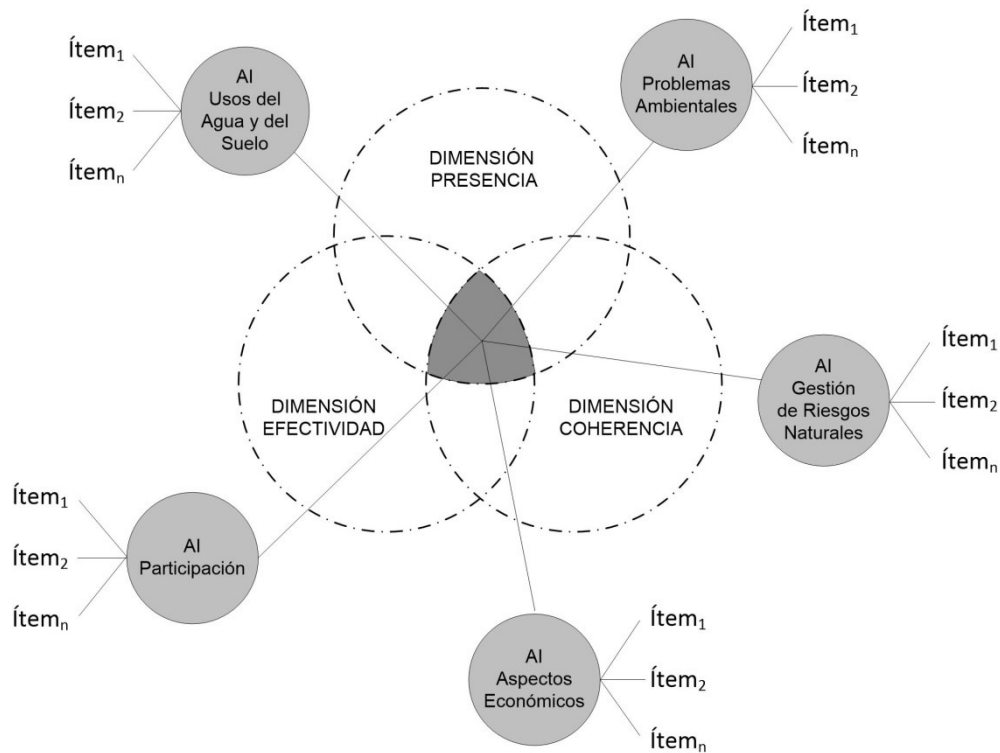 Ítem₁
Ítem₂
Ítemₙ
AI
Usos del
Agua y del
Suelo
AI
Problemas
Ambientales
Ítem₁
Ítem₂
Ítemₙ
DIMENSIÓN
PRESENCIA
DIMENSIÓN
EFECTIVIDAD
DIMENSIÓN
COHERENCIA
AI
Gestión
de Riesgos
Naturales
Ítem₁
Ítem₂
Ítemₙ
Ítem₁
Ítem₂
Ítemₙ
AI
Participación
AI
Aspectos
Económicos
Ítem₁
Ítem₂
Ítemₙ